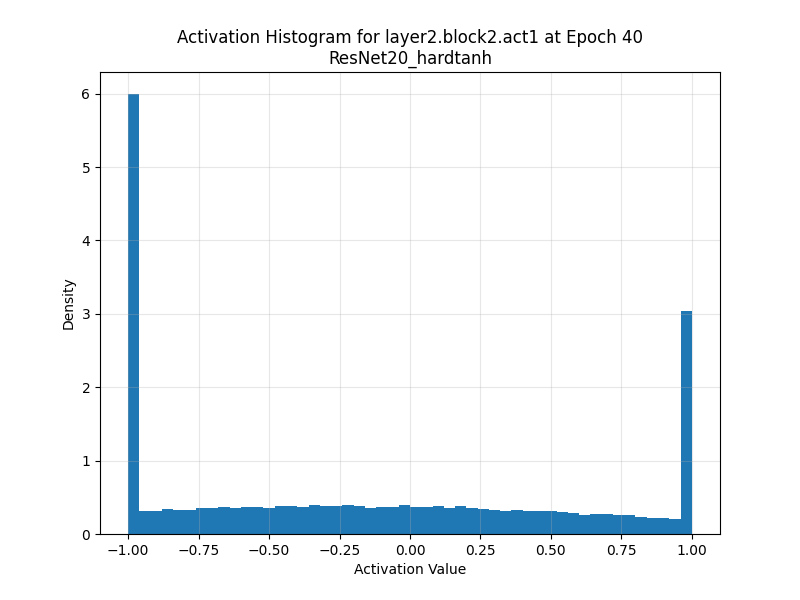 Activation Histogram for layer2.block2.act1 at Epoch 40
ResNet20_hardtanh
6
5
4
3
2
1
0
Density
−1.00 −0.75 −0.50 −0.25 0.00 0.25 0.50 0.75 1.00
Activation Value